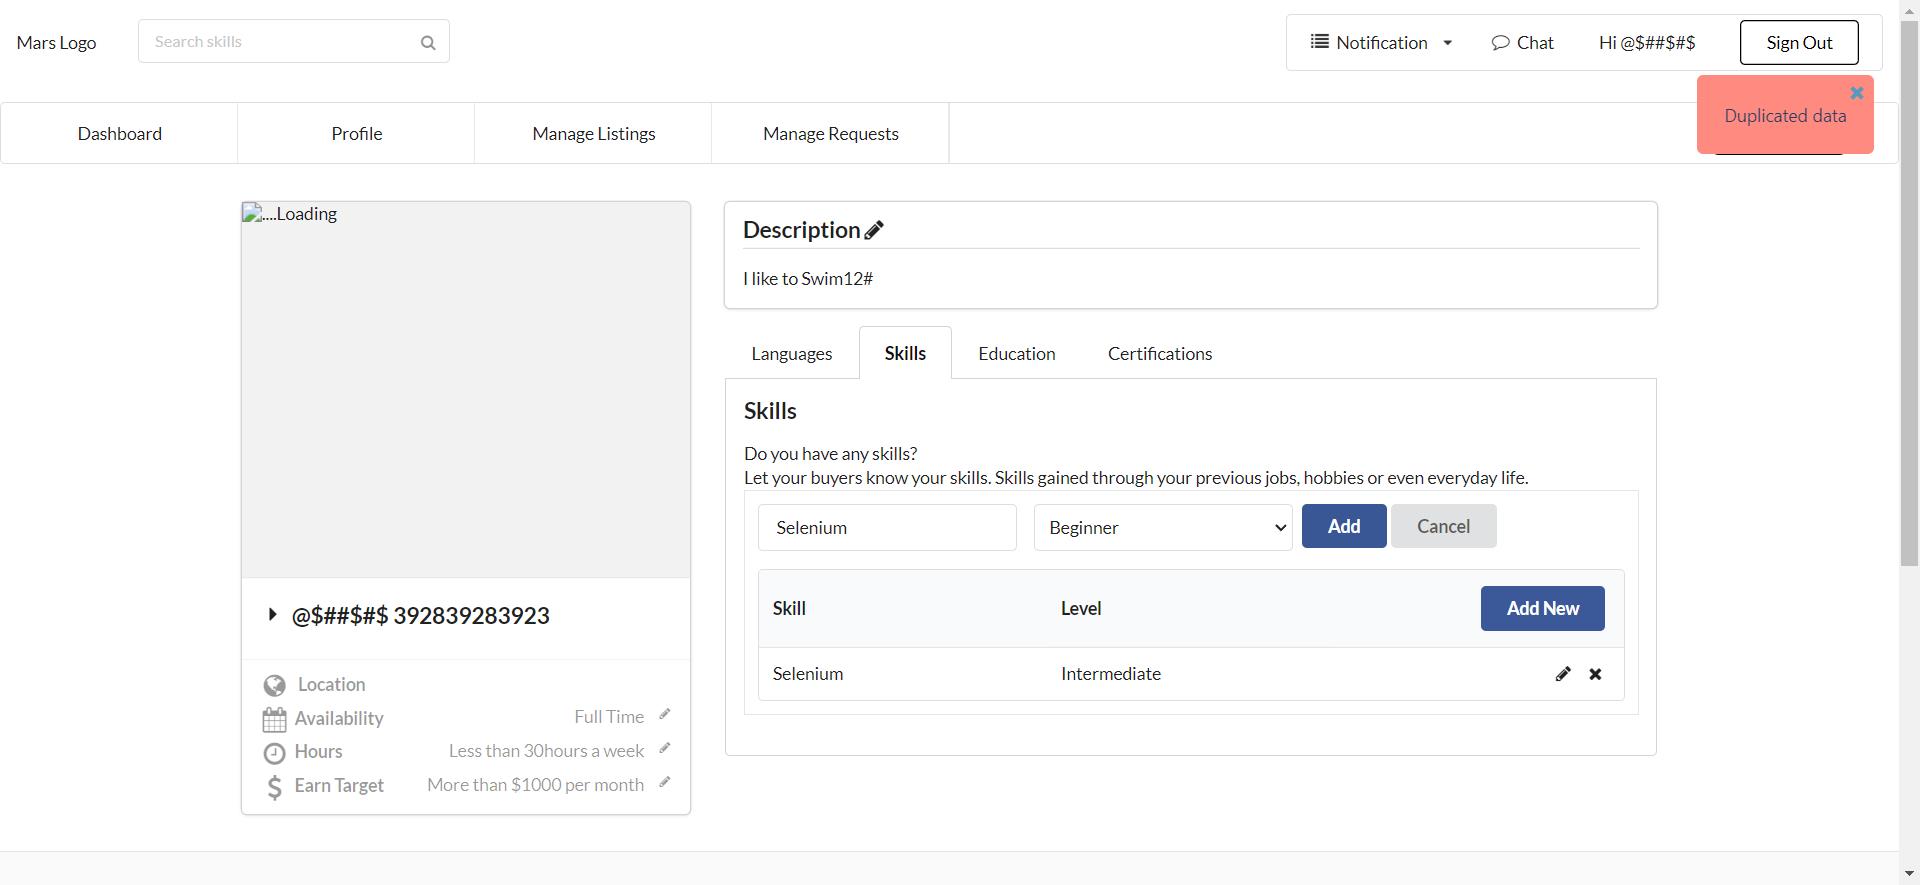 Mars Logo
Search skills
Notification
Chat
Hi @$##$#$
Sign Out
Duplicated data
Dashboard
Profile
Manage Listings
Manage Requests
....Loading
@$##$#$ 392839283923
Location
Availability
Full Time
Hours
Less than 30hours a week
Earn Target
More than $1000 per month
Description
I like to Swim12#
Languages
Skills
Education
Certifications
Skills
Do you have any skills?
Let your buyers know your skills. Skills gained through your previous jobs, hobbies or even everyday life.
Selenium
Beginner
Add
Cancel
Skill
Level
Add New
Selenium
Intermediate